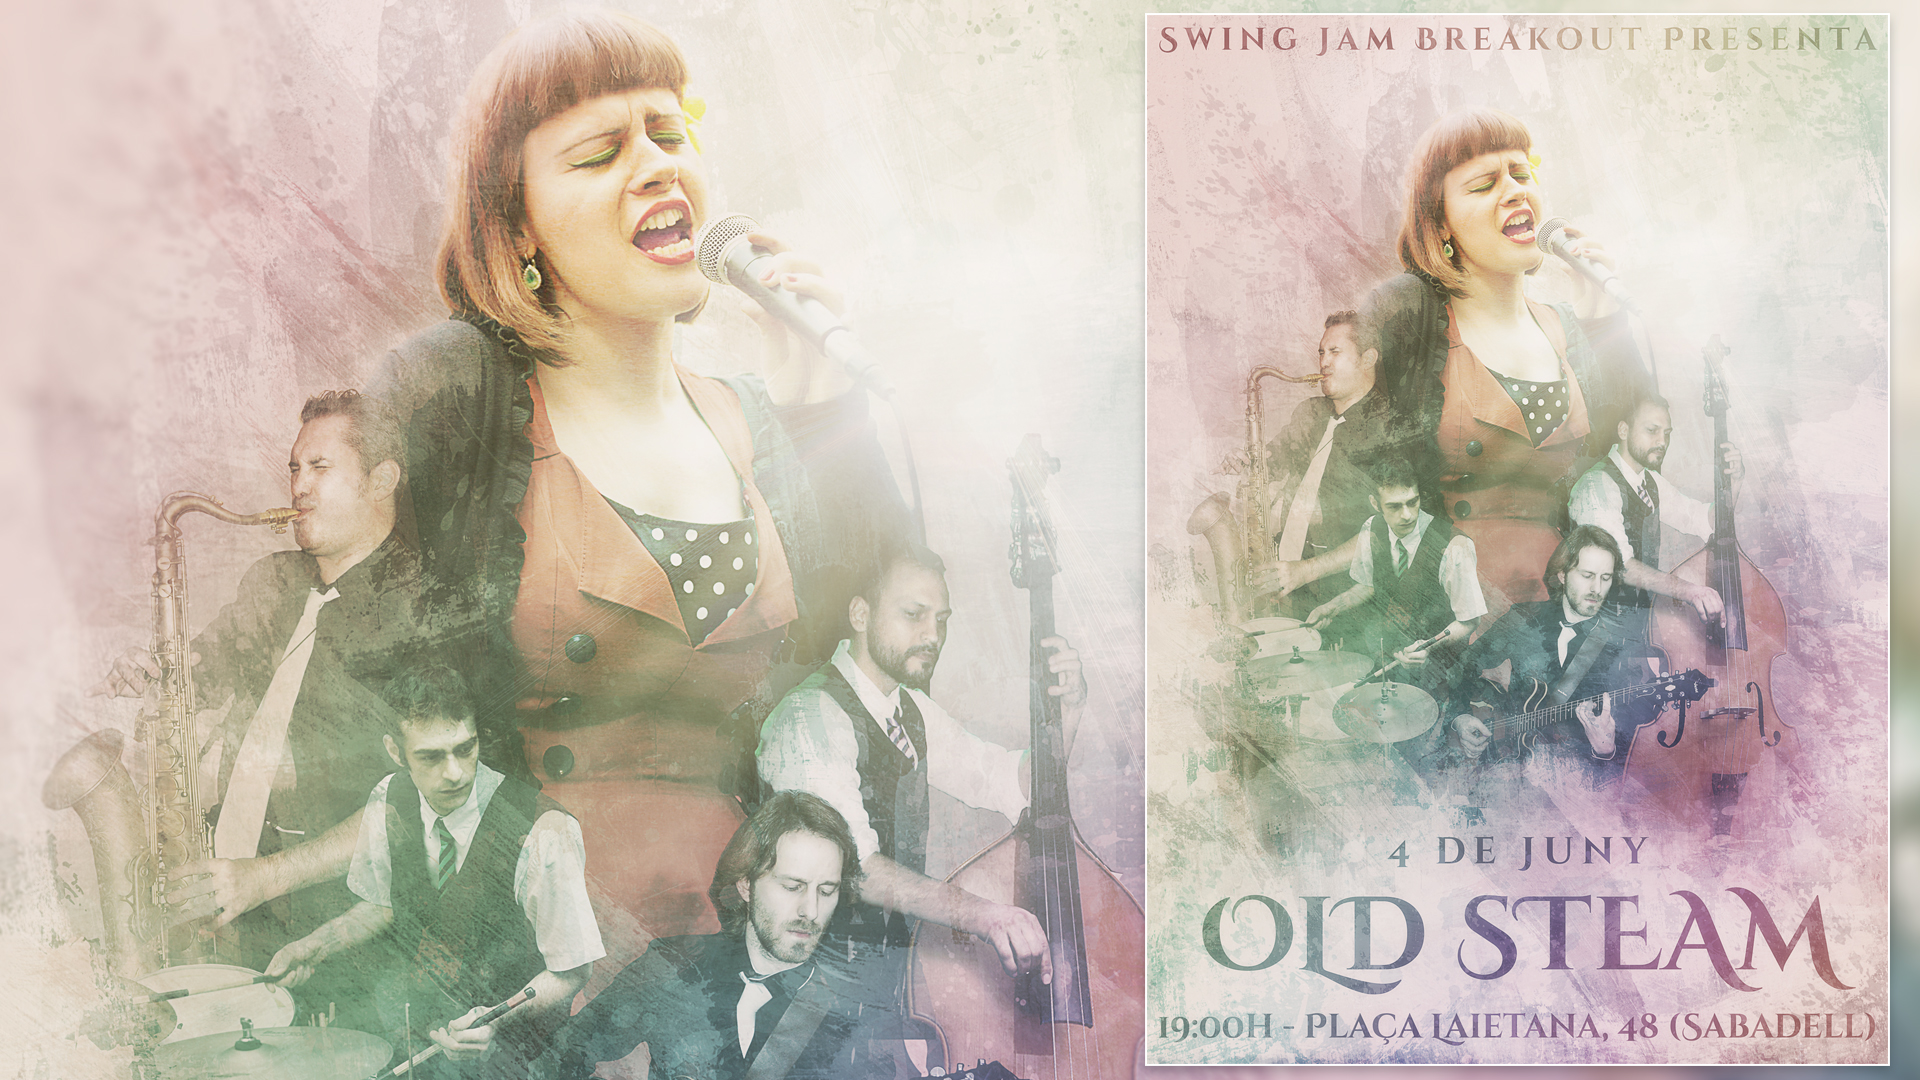 SWING JAM BREAKOUT PRESENTA
4 DE JUNY
OLD STEAM
19:00H - PLAÇA LAIETANA, 48 (SABADELL)